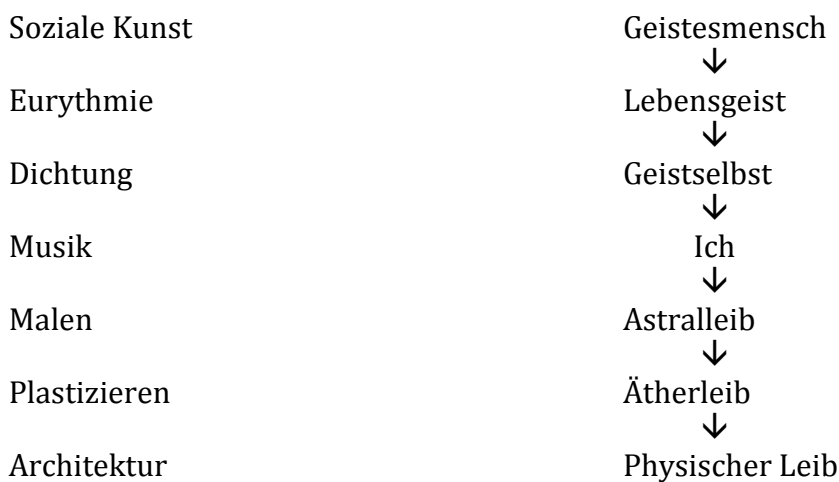 Soziale Kunst Geistesmensch
↓
Eurythmie Lebensgeist
↓
Dichtung Geistselbst
↓
Musik Ich
↓
Malen Astralleib
↓
Plastizieren Ätherleib
↓
Architektur Physischer Leib